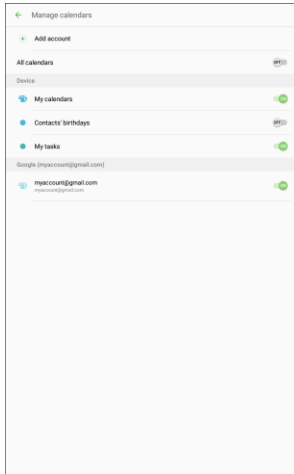 Manage calendars
Add account
All calendars OFF
Device
My calendars ON
Contacts' birthdays OFF
My tasks ON
Google (myaccount@gmail.com)
myaccount@gmail.com ON
myaccount@gmail.com